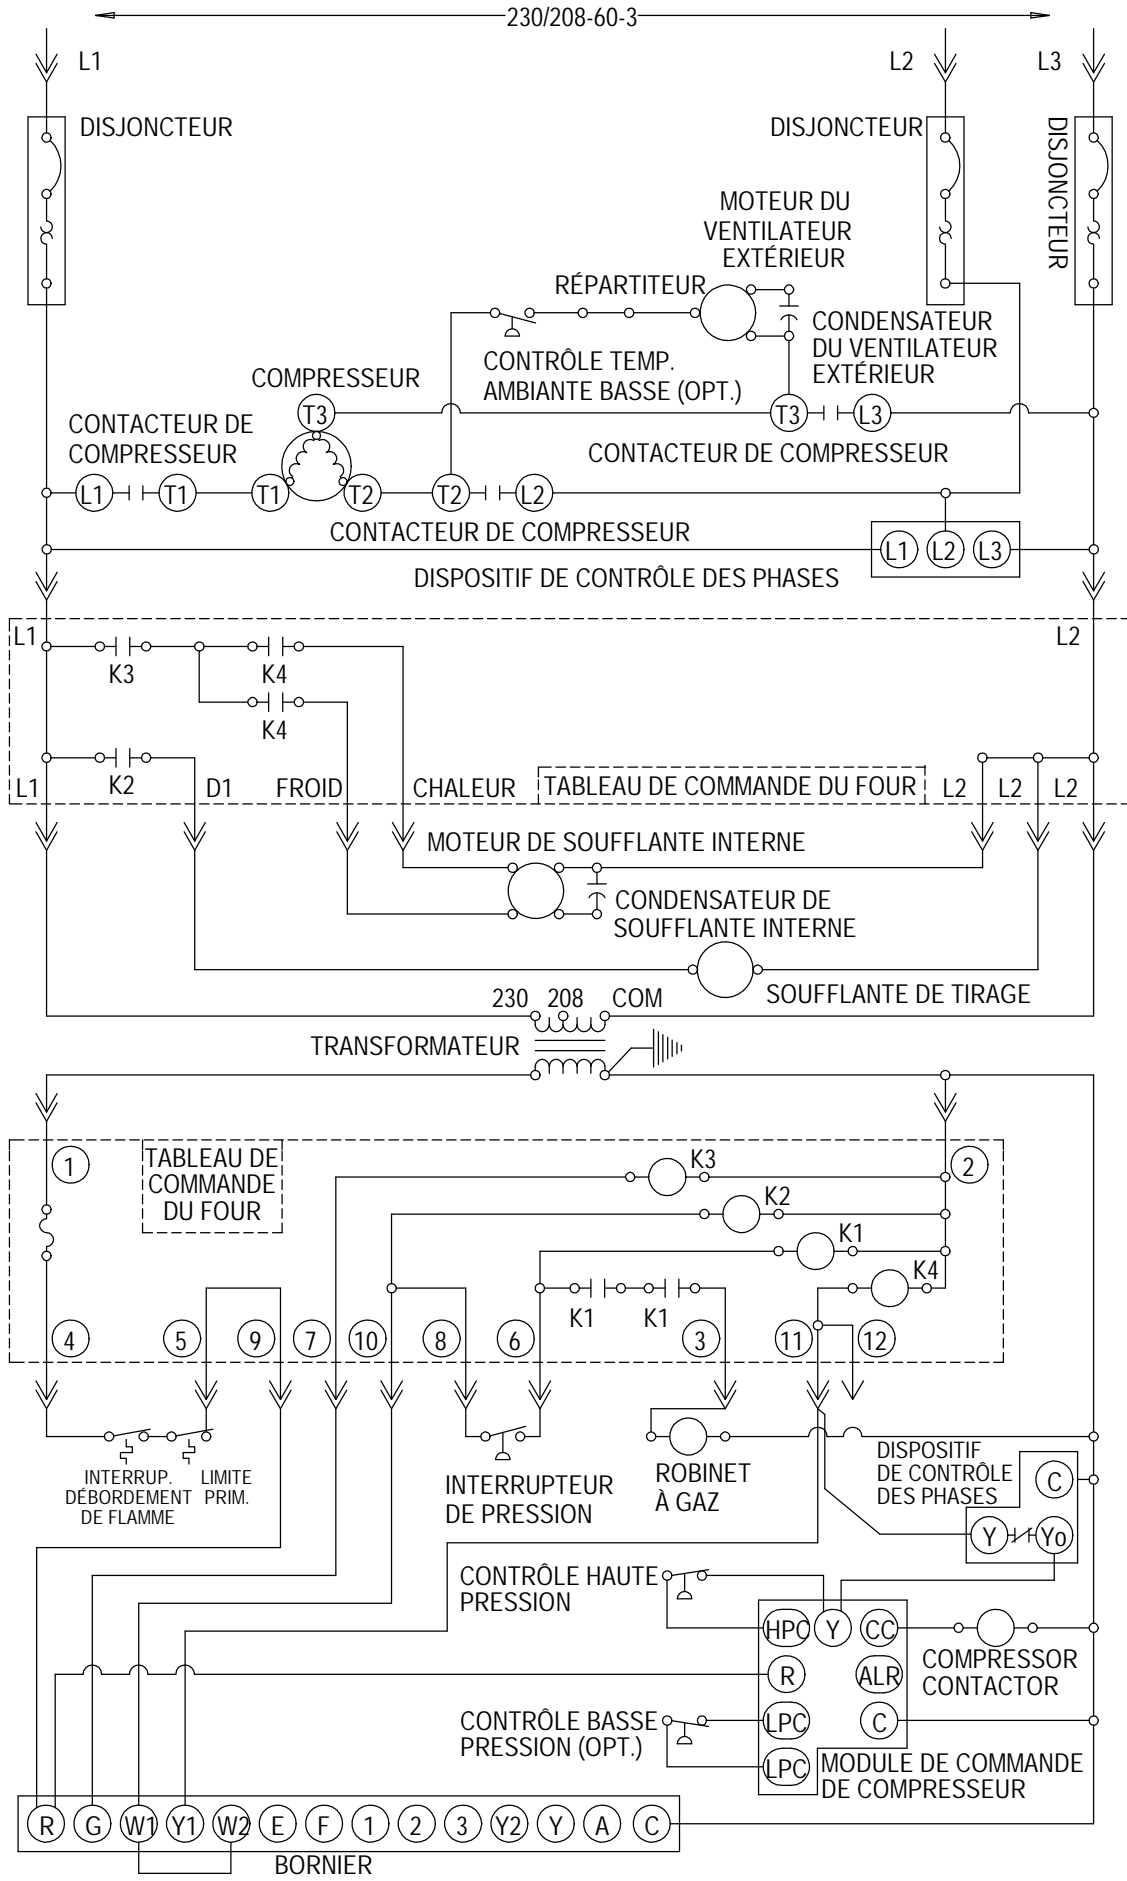 230/208-60-3
L1
L2
L3
DISJONCTEUR
DISJONCTEUR
DISJONCTEUR
MOTEUR DU
VENTILATEUR
EXTÉRIEUR
RÉPARTITEUR
CONDENSATEUR
DU VENTILATEUR
EXTÉRIEUR
CONTRÔLE TEMP.
AMBIANTE BASSE (OPT.)
COMPRESSEUR
T3
T3
L3
CONTACTEUR DE
COMPRESSEUR
CONTACTEUR DE COMPRESSEUR
L1
T1
T1
T2
T2
L2
CONTACTEUR DE COMPRESSEUR
L1
L2
L3
DISPOSITIF DE CONTRÔLE DES PHASES
L1
L2
K3
K4
K4
L1
K2
D1
FROID
CHALEUR
TABLEAU DE COMMANDE DU FOUR
L2
L2
L2
MOTEUR DE SOUFFLANTE INTERNE
CONDENSATEUR DE
SOUFFLANTE INTERNE
SOUFFLANTE DE TIRAGE
230
208
COM
TRANSFORMATEUR
1
TABLEAU DE
COMMANDE
DU FOUR
K3
2
K2
K1
K4
K1
K1
4
5
9
7
10
8
6
3
11
12
INTERRUP.
DÉBORDEMENT
DE FLAMME
LIMITE
PRIM.
INTERRUPTEUR
DE PRESSION
ROBINET
À GAZ
DISPOSITIF
DE CONTRÔLE
DES PHASES
C
Y
Yo
CONTRÔLE HAUTE
PRESSION
HPC
Y
CC
COMPRESSOR
CONTACTOR
R
ALR
CONTRÔLE BASSE
PRESSION (OPT.)
LPC
C
LPC
MODULE DE COMMANDE
DE COMPRESSEUR
R
G
W1
Y1
W2
E
F
1
2
3
Y2
Y
A
C
BORNIER